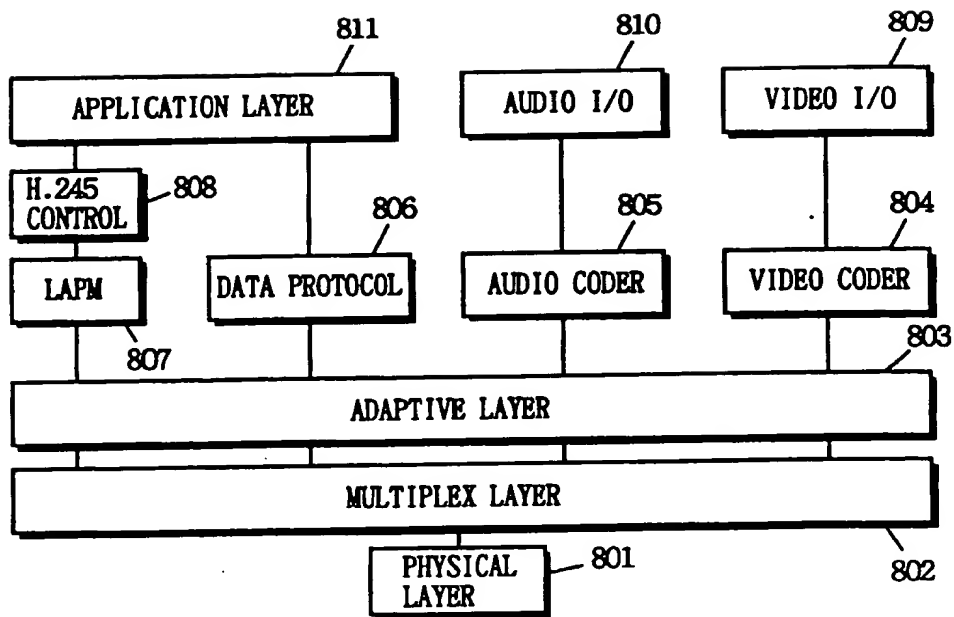 811
810
809
APPLICATION LAYER
AUDIO I/O
VIDEO I/O
H.245
CONTROL
808
806
805
804
LAPM
DATA PROTOCOL
AUDIO CODER
VIDEO CODER
807
803
ADAPTIVE LAYER
MULTIPLEX LAYER
PHYSICAL
LAYER
801
802